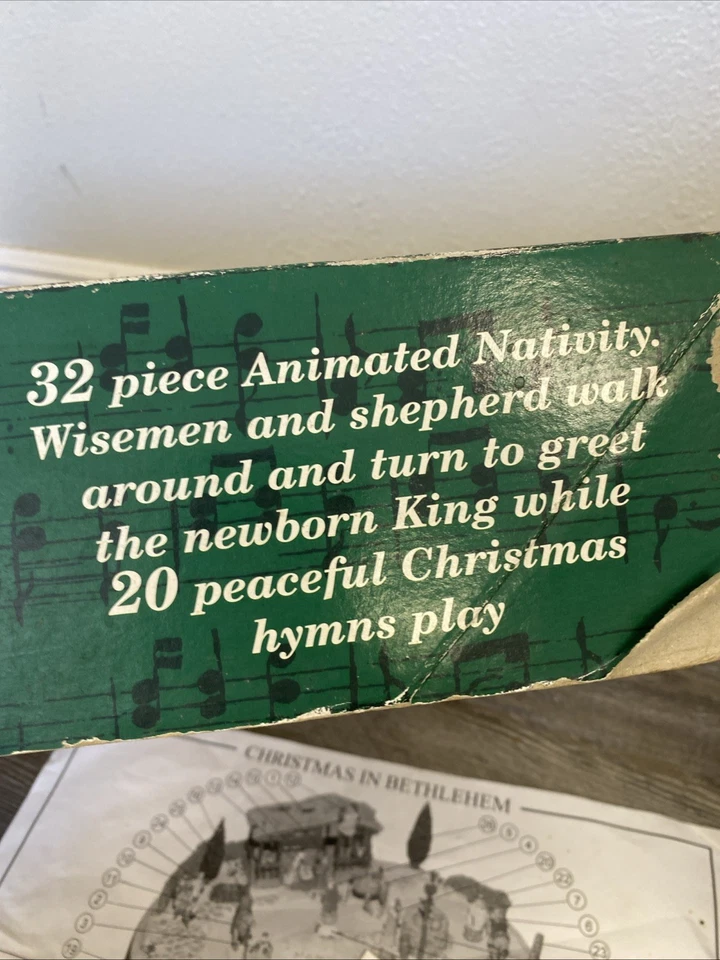 32 piece Animated Nativity.
Wisemen and shepherd walk
around and turn to greet
the newborn King while
20 peaceful Christmas
hymns play
CHRISTMAS IN BETHLEHEM